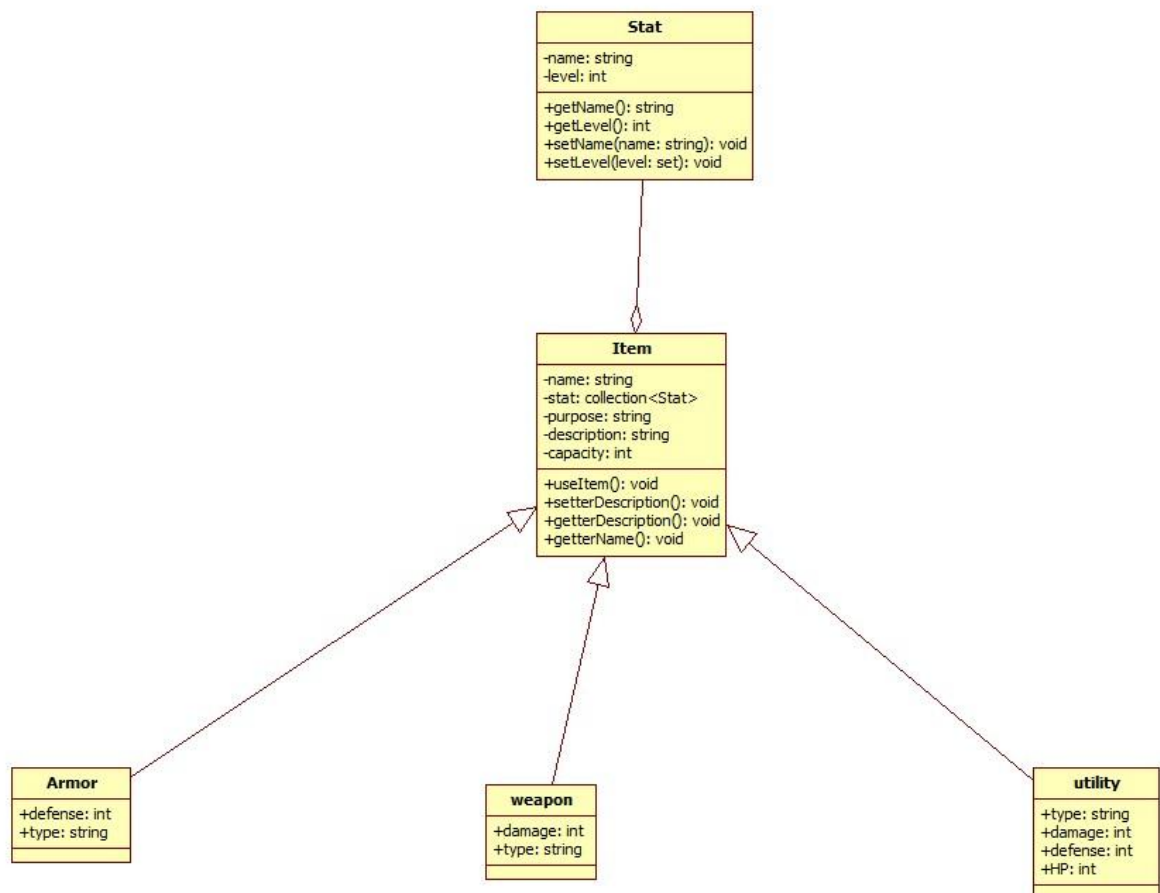 Stat
-name: string
-level: int
+getName(): string
+getLevel(): int
+setName(name: string): void
+setLevel(level: set): void
Item
-name: string
-stat: collection<Stat>
-purpose: string
-description: string
-capacity: int
+useItem(): void
+setterDescription(): void
+getterDescription(): void
+getterName(): void
Armor
+defense: int
+type: string
weapon
+damage: int
+type: string
utility
+type: string
+damage: int
+defense: int
+HP: int